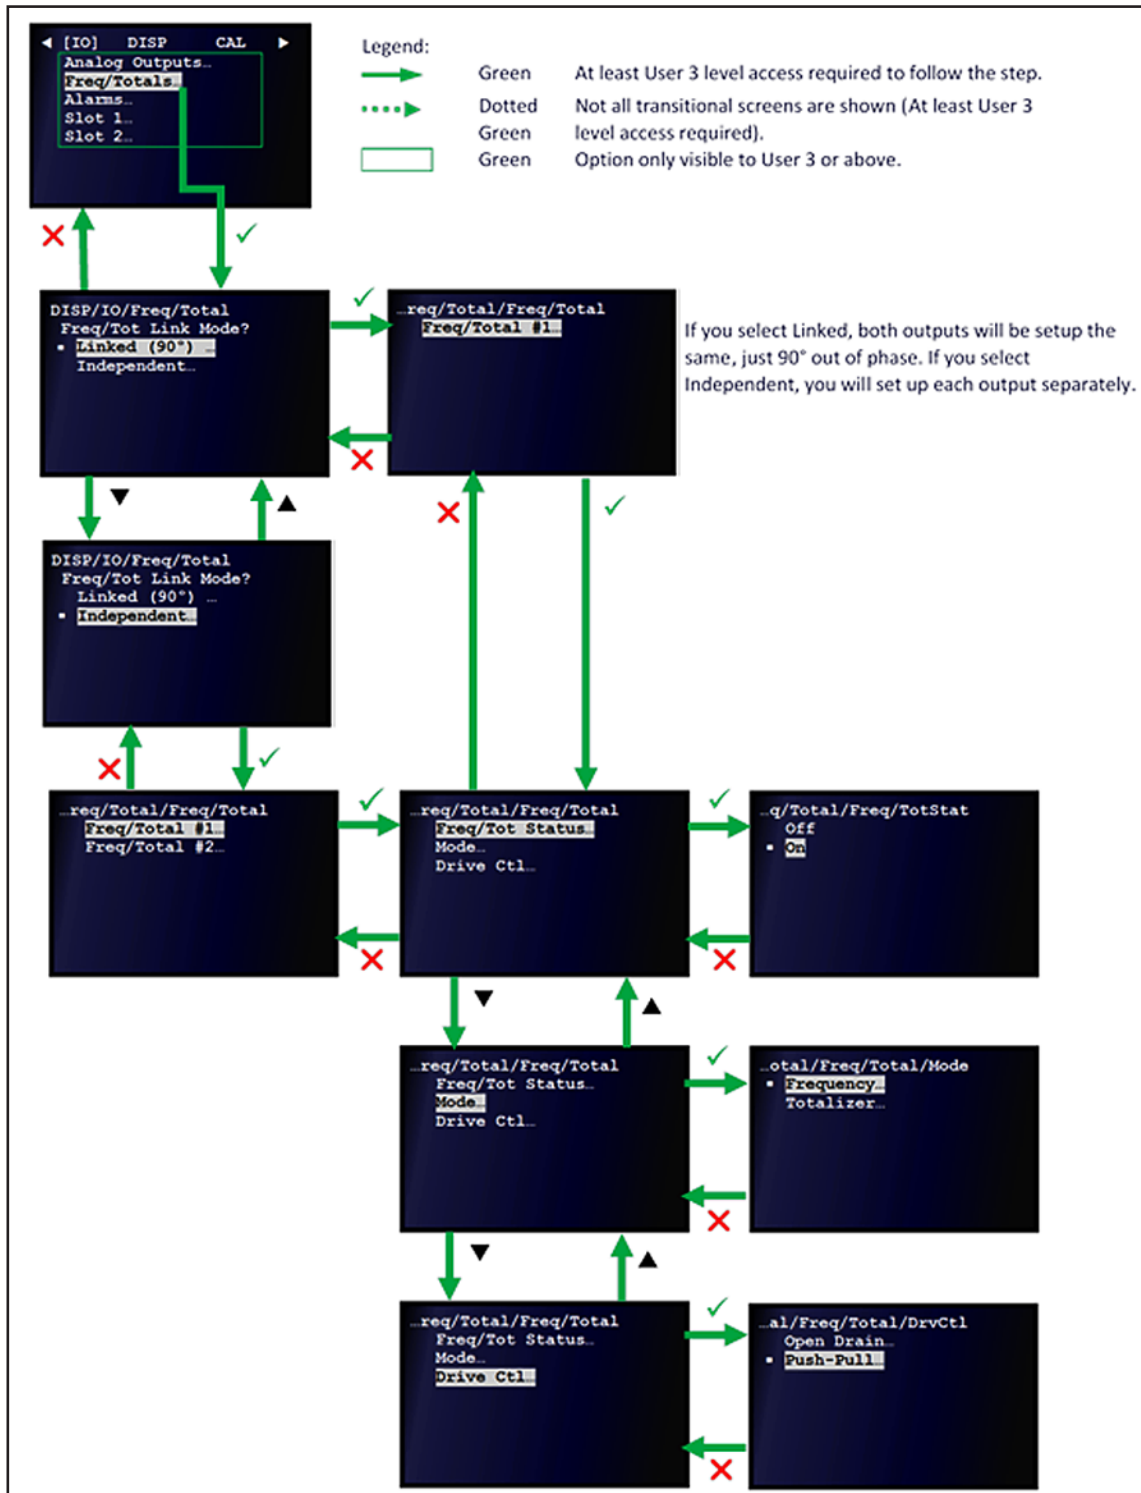 [IO] DISP CAL
Analog Outputs…
Freq/Totals…
Alarms…
Slot 1…
Slot 2…
Legend:
Green At least User 3 level access required to follow the step.
Dotted Green Not all transitional screens are shown (At least User 3
level access required).
Green Option only visible to User 3 or above.
DISP/IO/Freq/Total
Freq/Tot Link Mode?
Linked (90°) …
Independent…
…req/Total/Freq/Total
Freq/Total #1…
If you select Linked, both outputs will be setup the
same, just 90° out of phase. If you select
Independent, you will set up each output separately.
DISP/IO/Freq/Total
Freq/Tot Link Mode?
Linked (90°) …
Independent…
…req/Total/Freq/Total
Freq/Total #1…
Freq/Total #2…
…req/Total/Freq/Total
Freq/Tot Status…
Mode…
Drive Ctl…
…q/Total/Freq/TotStat
Off
On
…req/Total/Freq/Total
Freq/Tot Status…
Mode…
Drive Ctl…
…otal/Freq/Total/Mode
Frequency…
Totalizer…
…req/Total/Freq/Total
Freq/Tot Status…
Mode…
Drive Ctl…
…al/Freq/Total/DrvCtl
Open Drain…
Push-Pull…